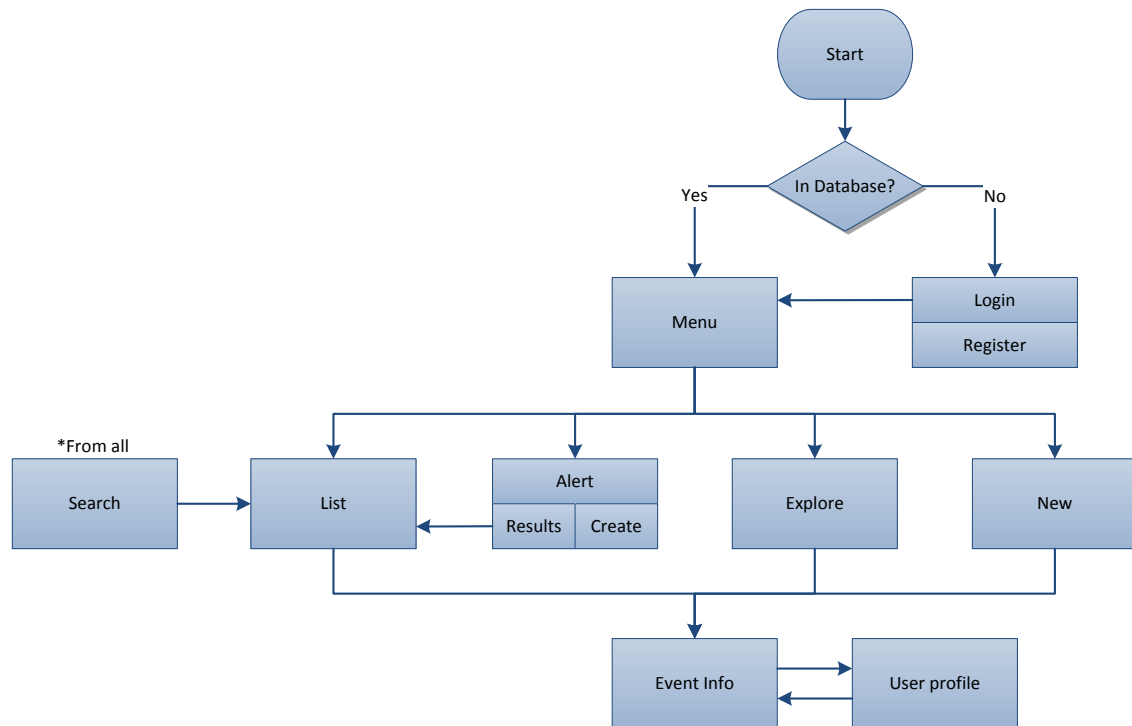 Start
In Database?
Yes
No
Menu
Login
Register
*From all
Search
List
Alert
Results
Create
Explore
New
Event Info
User profile